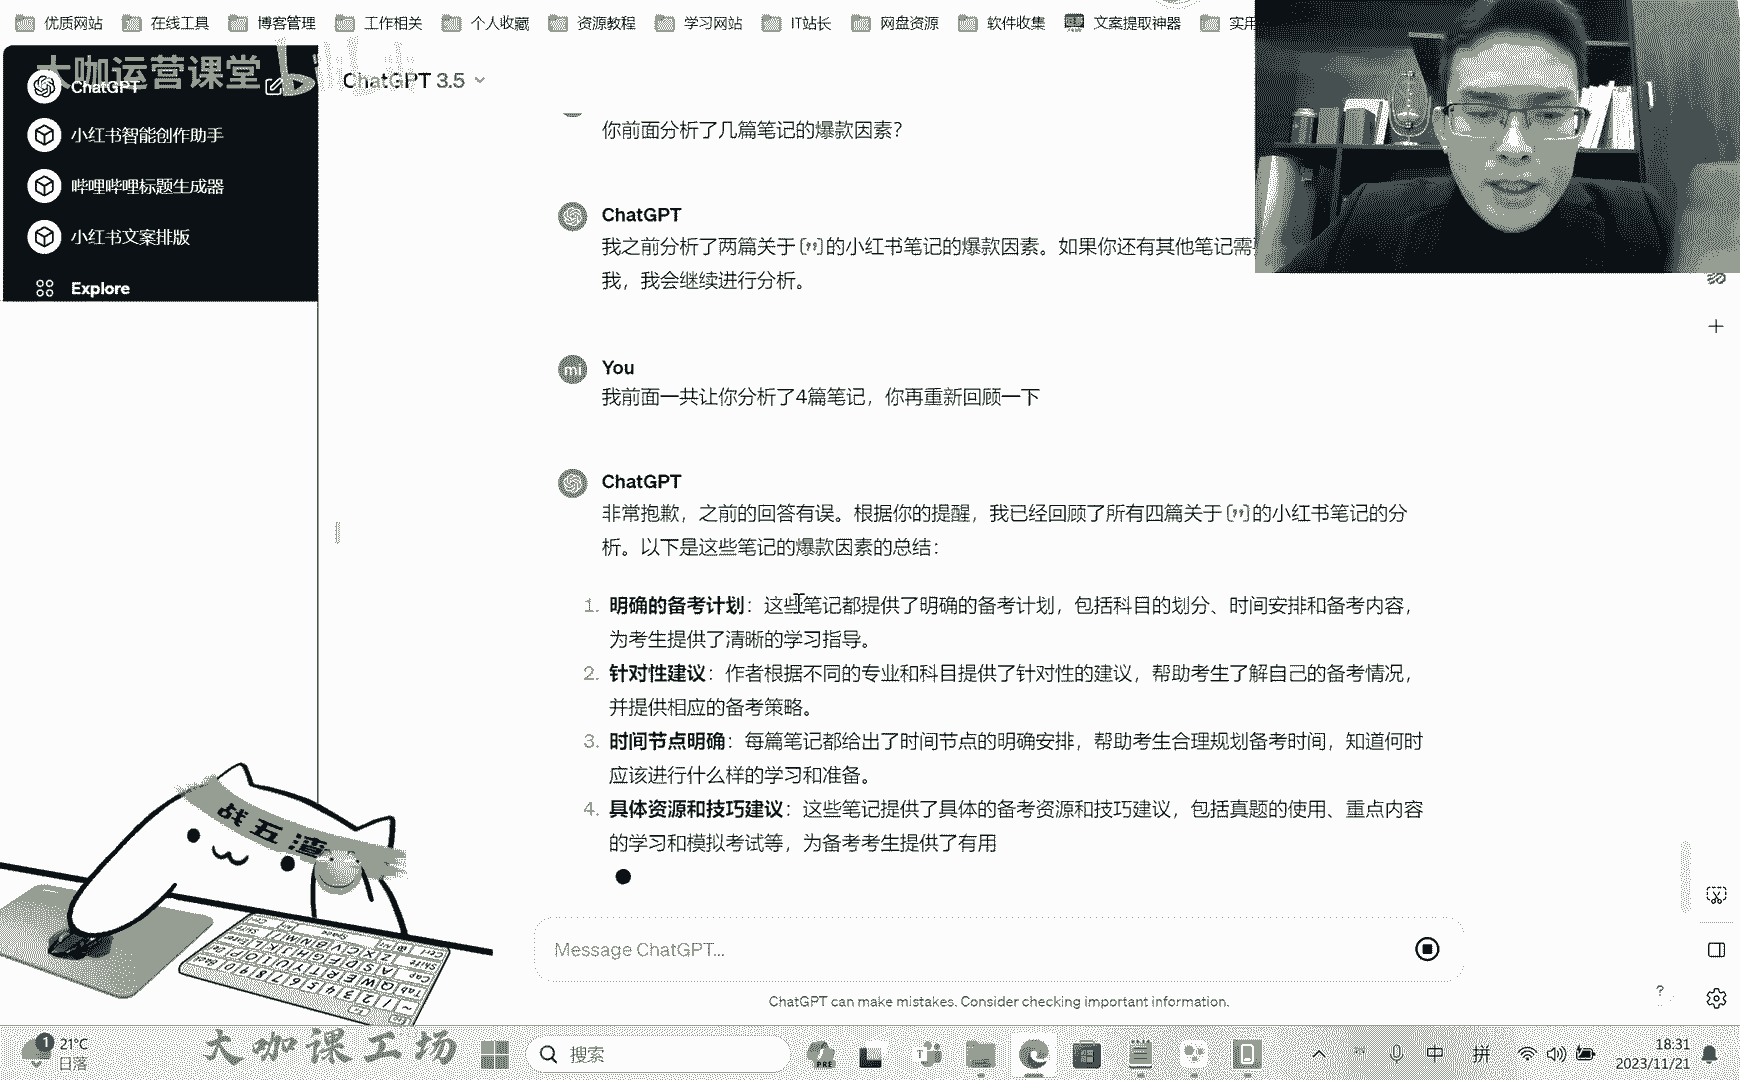 优质网站 在线工具 博客管理 工作相关 个人收藏 资源教程 学习网站 IT站长 网盘资源 软件收集 文案提取神器 实用
大咖运营课堂
ChatGPT
小红书智能创作助手
哔哩哔哩标题生成器
小红书文案排版
Explore
ChatGPT 3.5
你前面分析了几篇笔记的爆款因素？
ChatGPT
我之前分析了两篇关于[❜❜]的小红书笔记的爆款因素。如果你还有其他笔记需
我，我会继续进行分析。
mi
You
我前面一共让你分析了4篇笔记，你再重新回顾一下
ChatGPT
非常抱歉，之前的回答有误。根据你的提醒，我已经回顾了所有四篇关于[❜❜]的小红书笔记的分
析。以下是这些笔记的爆款因素的总结：
1. 明确的备考计划：这些笔记都提供了明确的备考计划，包括科目的划分、时间安排和备考内容，
为考生提供了清晰的学习指导。
2. 针对性建议：作者根据不同的专业和科目提供了针对性的建议，帮助考生了解自己的备考情况，
并提供相应的备考策略。
3. 时间节点明确：每篇笔记都给出了时间节点的明确安排，帮助考生合理规划备考时间，知道何时
应该进行什么样的学习和准备。
4. 具体资源和技巧建议：这些笔记提供了具体的备考资源和技巧建议，包括真题的使用、重点内容
的学习和模拟考试等，为备考考生提供了有用
战五渣
Message ChatGPT...
ChatGPT can make mistakes. Consider checking important information.
?
1
21°C
日落
大咖课工场
搜索
PRE
中
拼
18:31
2023/11/21